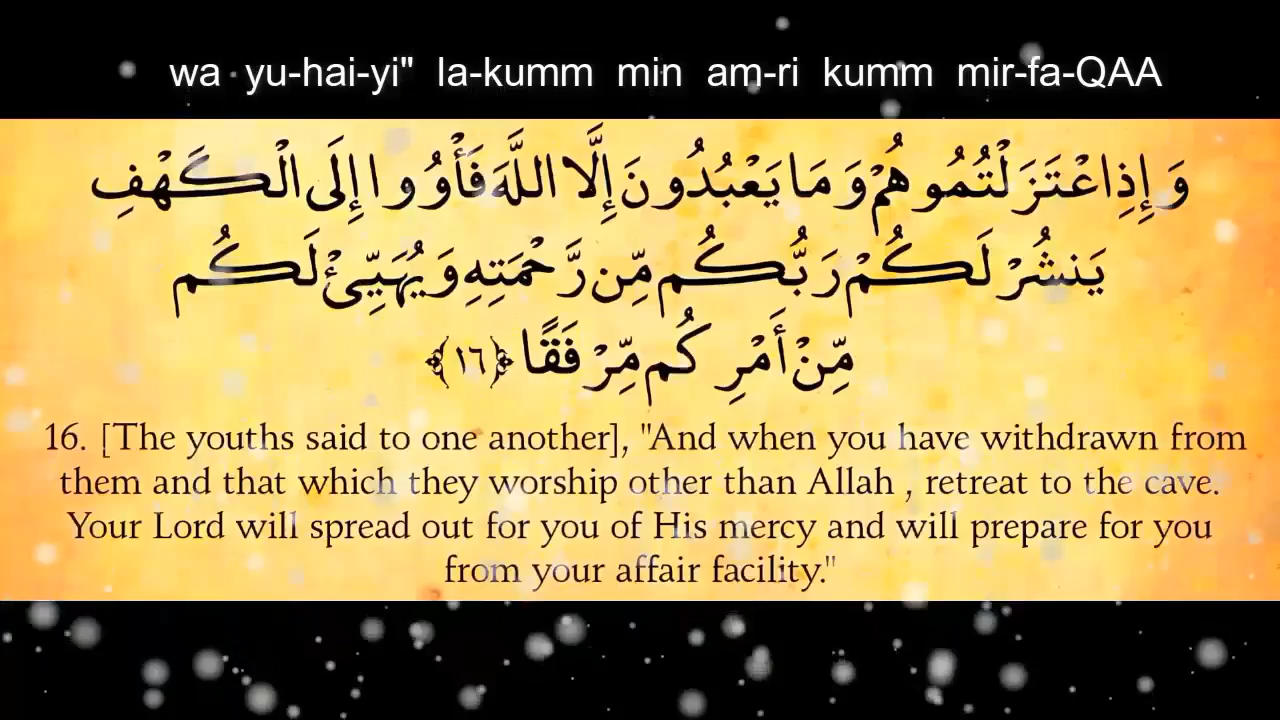 wa yu-hai-yi" la-kumm min am-ri kumm mir-fa-QAA
وَإِذِ اعْتَزَلْتُمُوهُمْ وَمَا يَعْبُدُونَ إِلَّا اللَّهَ فَأْوُوا إِلَى الْكَهْفِ
يَنشُرْ لَكُمْ رَبُّكُم مِّن رَّحْمَتِهِ وَيُهَيِّئْ لَكُم
مِّنْ أَمْرِكُم مِّرْفَقًا ﴿١٦﴾
16. [The youths said to one another], "And when you have withdrawn from
them and that which they worship other than Allah , retreat to the cave.
Your Lord will spread out for you of His mercy and will prepare for you
from your affair facility."